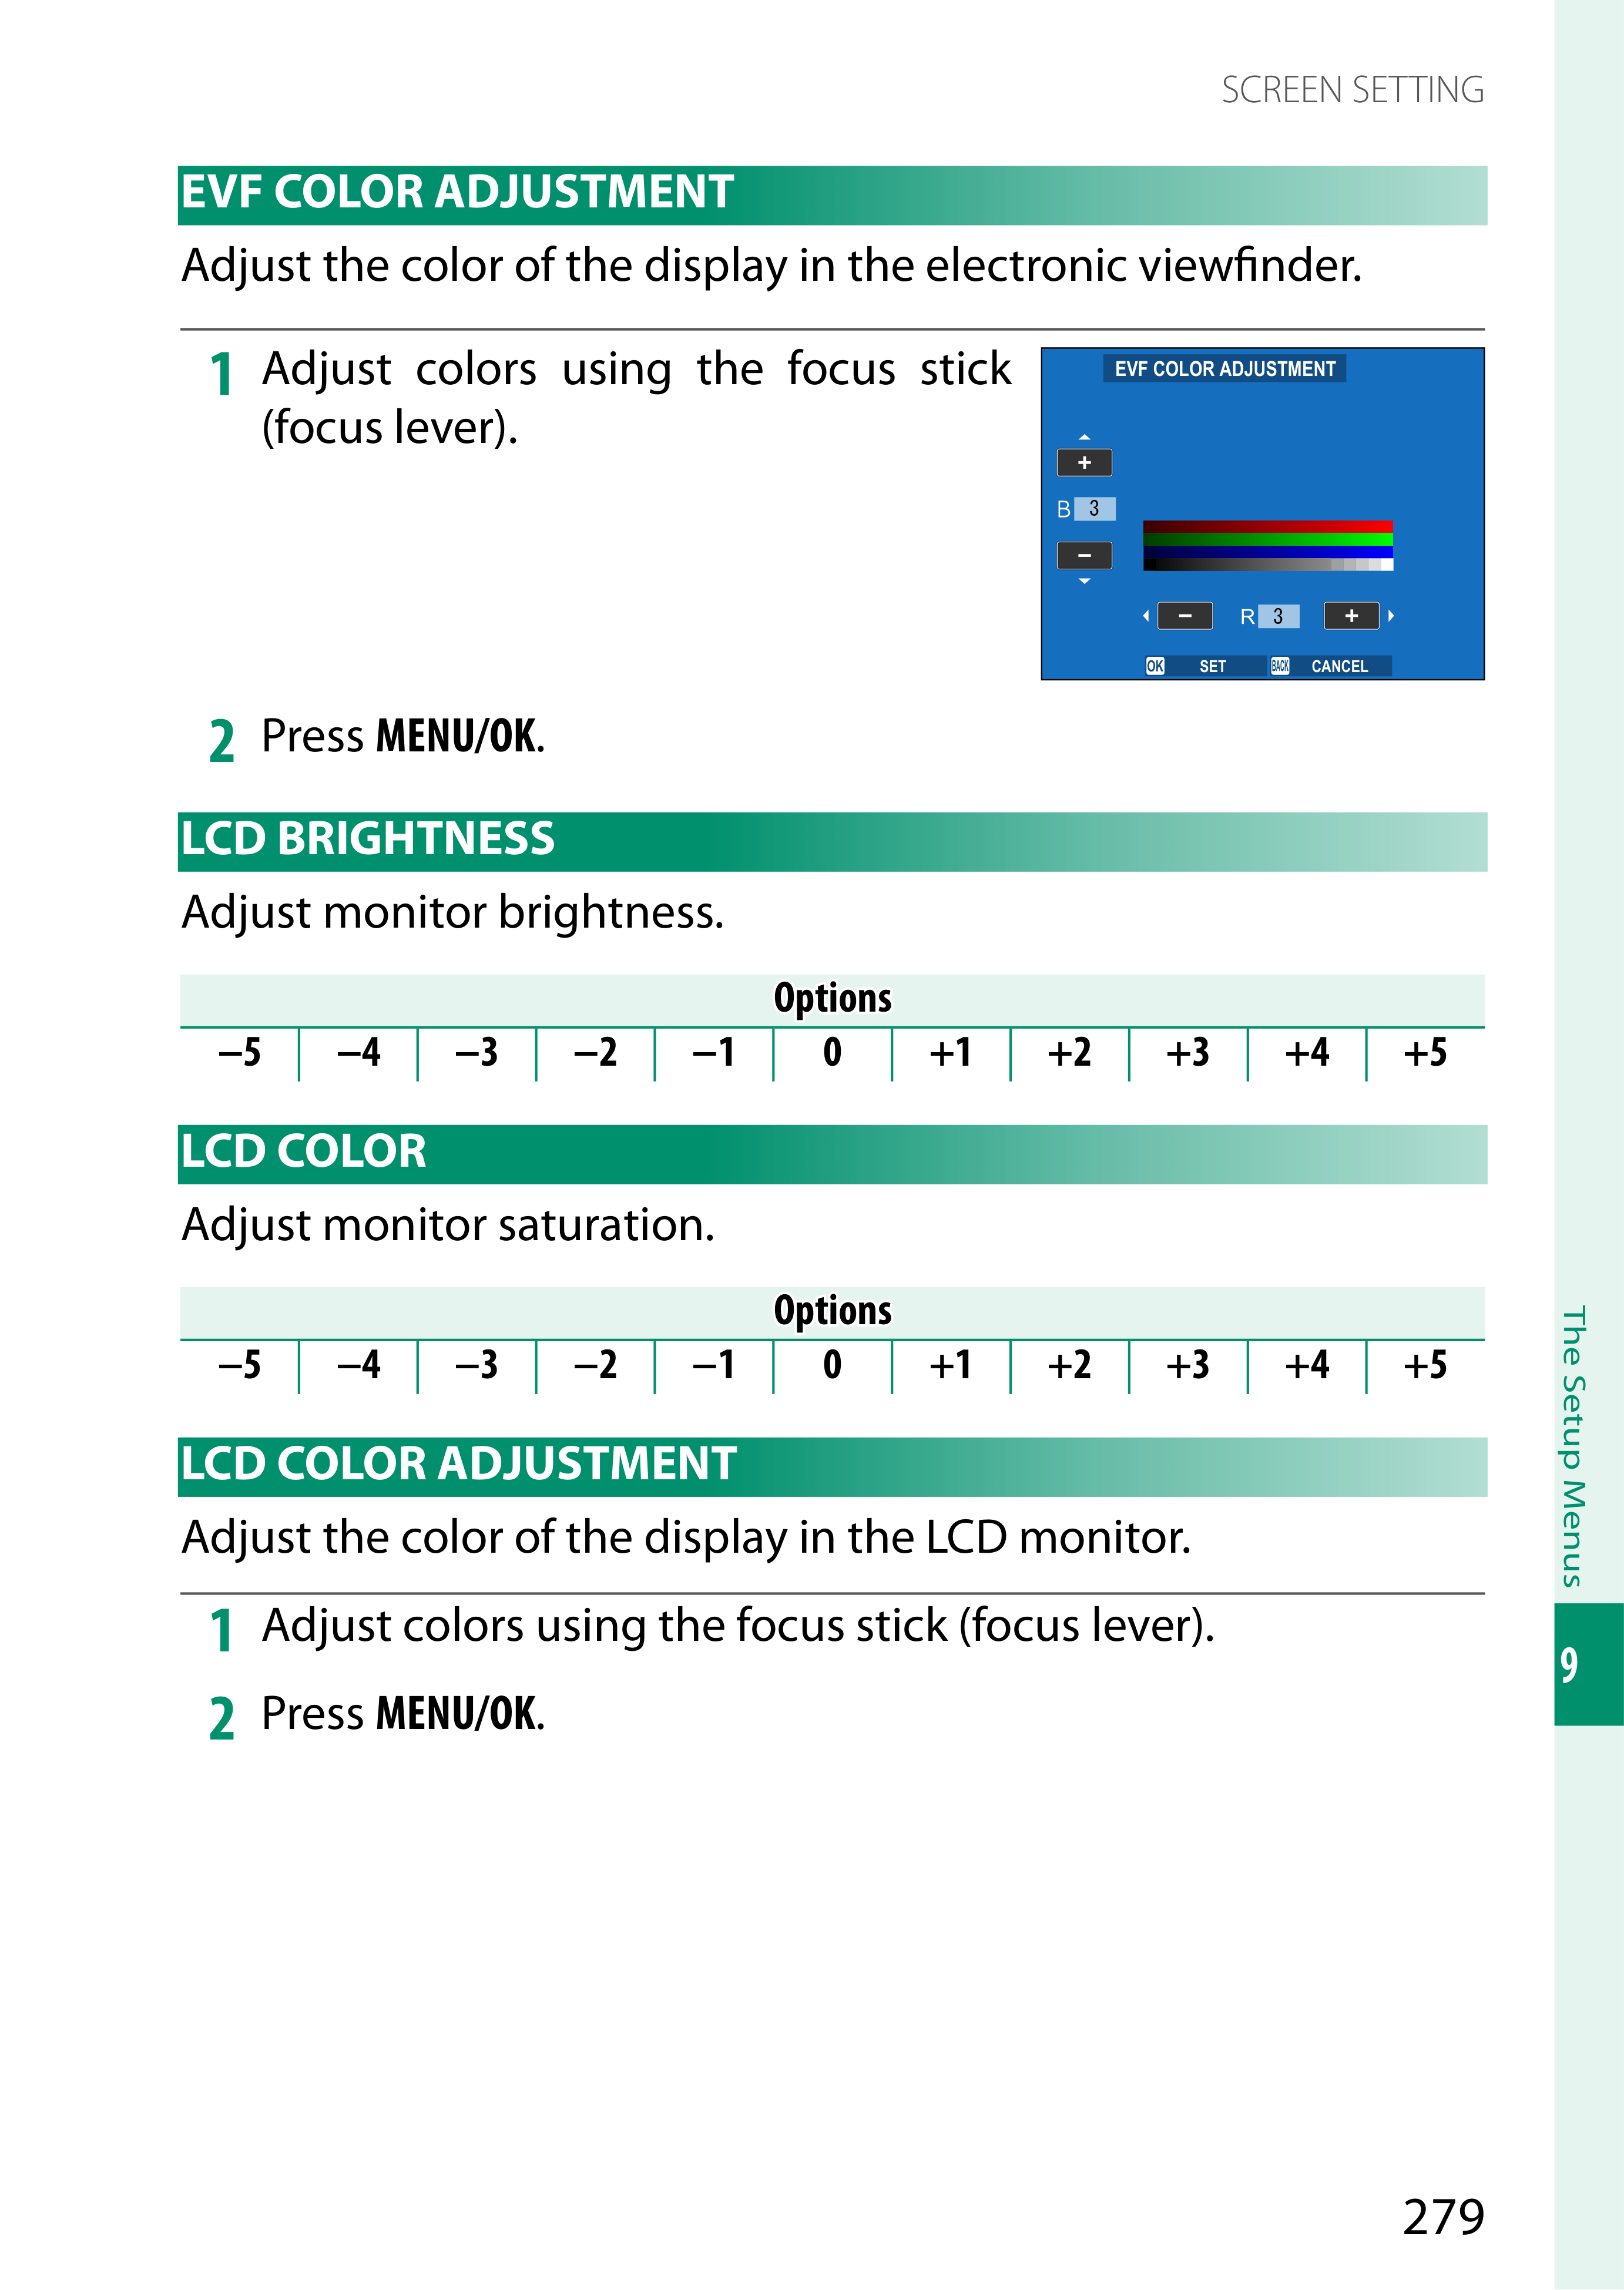 SCREEN SETTING
EVF COLOR ADJUSTMENT
Adjust the color of the display in the electronic viewfinder.
1 Adjust colors using the focus stick
(focus lever).
EVF COLOR ADJUSTMENT
+
B 3
−
− R 3 +
OK SET BACK CANCEL
2 Press MENU/OK.
LCD BRIGHTNESS
Adjust monitor brightness.
Options
−5 −4 −3 −2 −1 0 +1 +2 +3 +4 +5
LCD COLOR
Adjust monitor saturation.
Options
−5 −4 −3 −2 −1 0 +1 +2 +3 +4 +5
LCD COLOR ADJUSTMENT
Adjust the color of the display in the LCD monitor.
1 Adjust colors using the focus stick (focus lever).
2 Press MENU/OK.
The Setup Menus
9
279